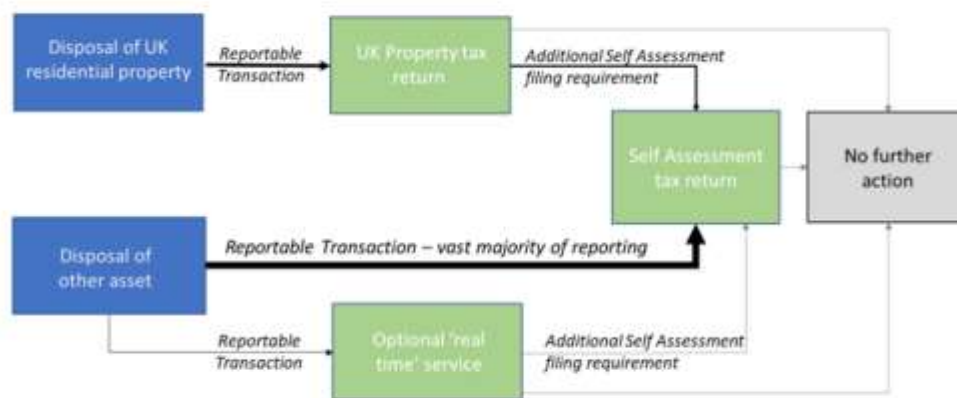 Disposal of UK
residential property
Reportable
Transaction
UK Property tax
return
Additional Self Assessment
filing requirement
Self Assessment
tax return
No further
action
Disposal of
other asset
Reportable Transaction – vast majority of reporting
Reportable
Transaction
Optional 'real
time' service
Additional Self Assessment
filing requirement